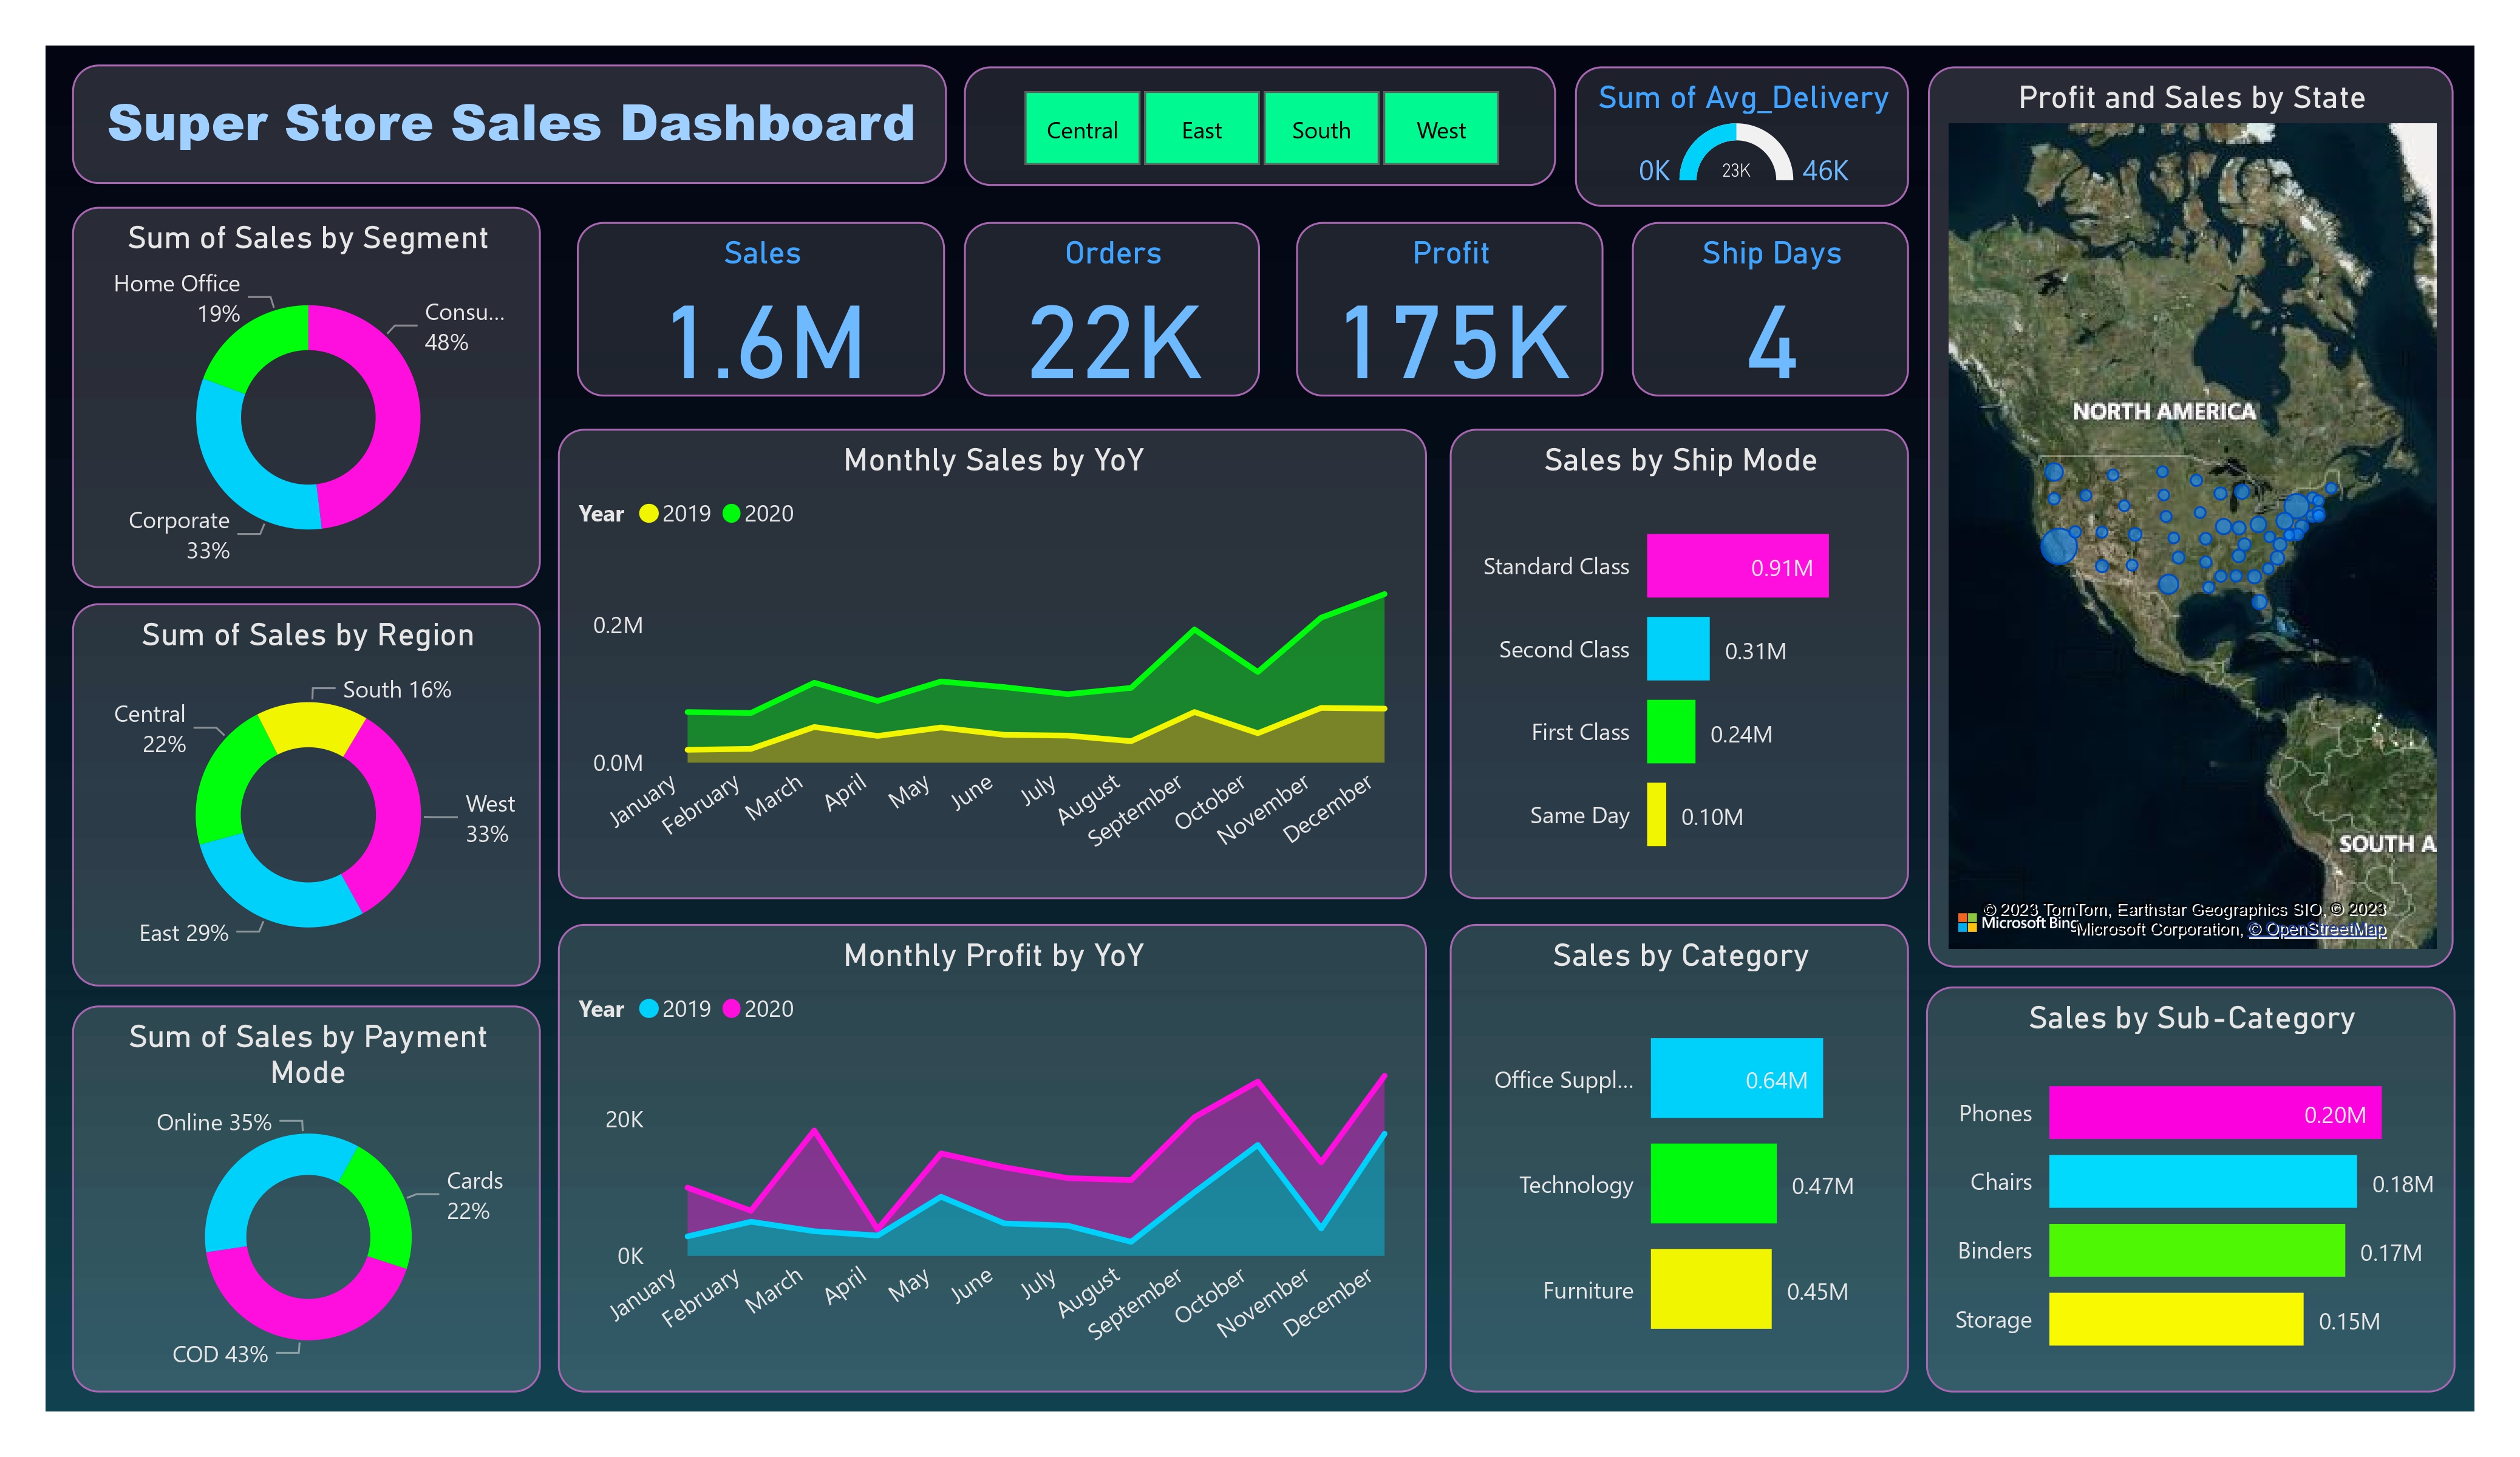 Super Store Sales Dashboard
Central
East
South
West
Sum of Avg_Delivery
0K
23K
46K
Profit and Sales by State
NORTH AMERICA
SOUTH A
© 2023 TomTom, Earthstar Geographics SIO, © 2023
Microsoft Bing
Microsoft Corporation, © OpenStreetMap
Sum of Sales by Segment
Home Office
19%
Consu...
48%
Corporate
33%
Sales
1.6M
Orders
22K
Profit
175K
Ship Days
4
Monthly Sales by YoY
Year 2019 2020
0.2M
0.0M
January
February
March
April
May
June
July
August
September
October
November
December
Sales by Ship Mode
Standard Class 0.91M
Second Class 0.31M
First Class 0.24M
Same Day 0.10M
Sum of Sales by Region
South 16%
Central
22%
West
33%
East 29%
Monthly Profit by YoY
Year 2019 2020
20K
0K
January
February
March
April
May
June
July
August
September
October
November
December
Sales by Category
Office Suppl... 0.64M
Technology 0.47M
Furniture 0.45M
Sales by Sub-Category
Phones 0.20M
Chairs 0.18M
Binders 0.17M
Storage 0.15M
Sum of Sales by Payment
Mode
Online 35%
Cards
22%
COD 43%